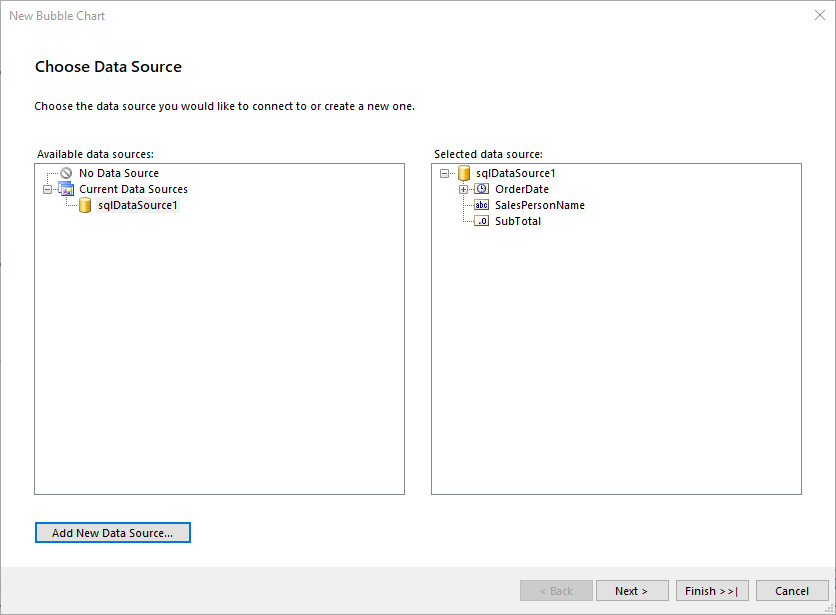 New Bubble Chart
Choose Data Source
Choose the data source you would like to connect to or create a new one.
Available data sources:
No Data Source
Current Data Sources
sqlDataSource1
Selected data source:
sqlDataSource1
OrderDate
abc SalesPersonName
.0 SubTotal
Add New Data Source...
< Back
Next >
Finish >>|
Cancel